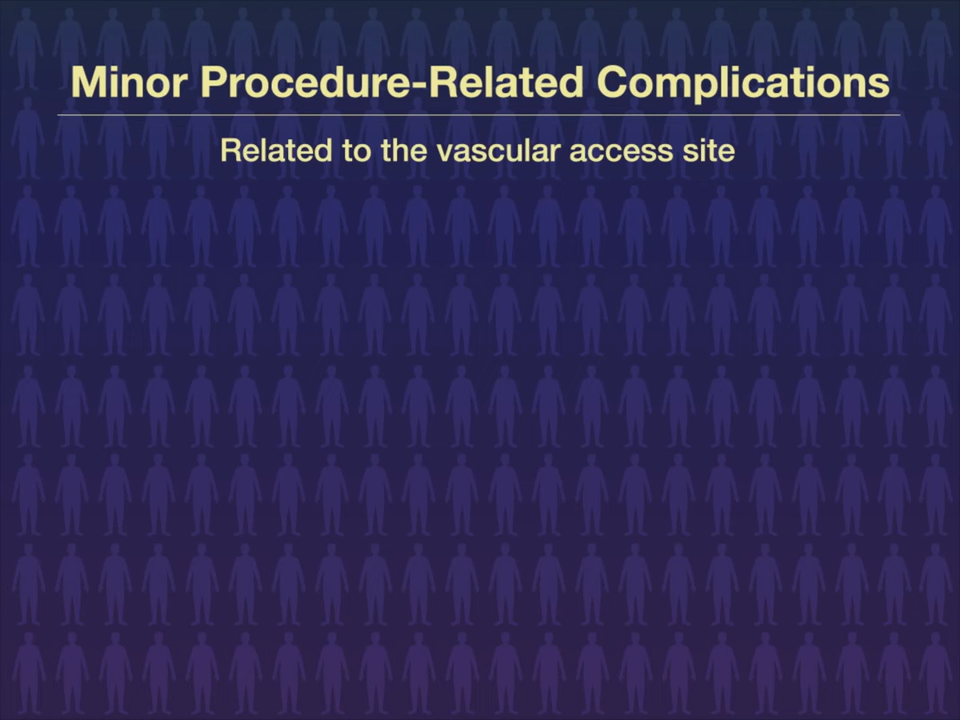 Minor Procedure-Related Complications
Related to the vascular access site